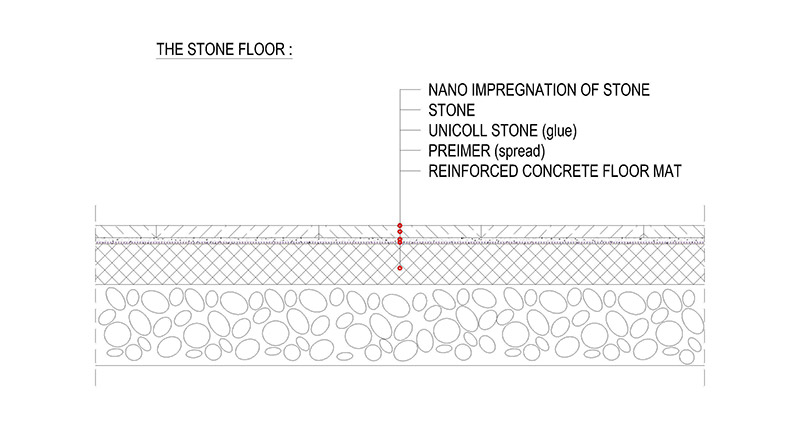 THE STONE FLOOR :
NANO IMPREGNATION OF STONE
STONE
UNICOLL STONE (glue)
PREIMER (spread)
REINFORCED CONCRETE FLOOR MAT